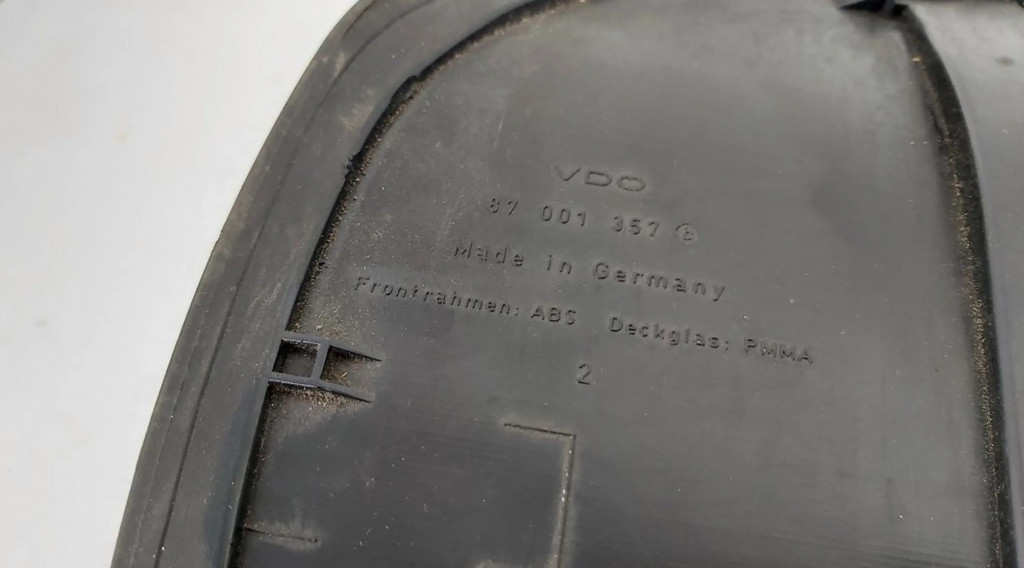 VDO
87 001 357 B
Made in Germany
Frontrahmen: ABS Deckglas: PMMA
2